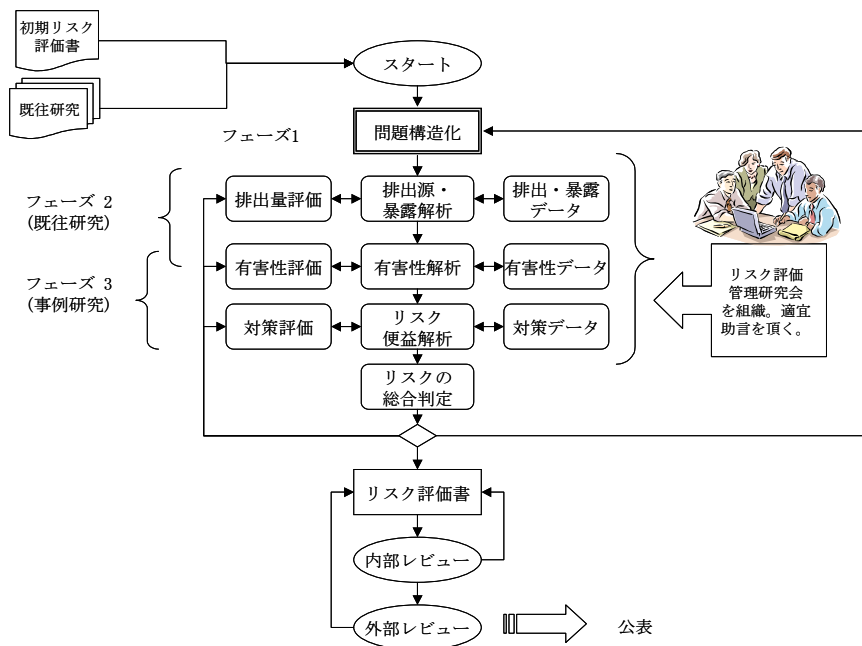 初期リスク
評価書
既往研究
スタート
フェーズ1
問題構造化
フェーズ 2
(既往研究)
排出量評価
排出源・
暴露解析
排出・暴露
データ
フェーズ 3
(事例研究)
有害性評価
有害性解析
有害性データ
対策評価
リスク
便益解析
対策データ
リスク評価
管理研究会
を組織。適宜
助言を頂く。
リスクの
総合判定
リスク評価書
内部レビュー
外部レビュー
公表